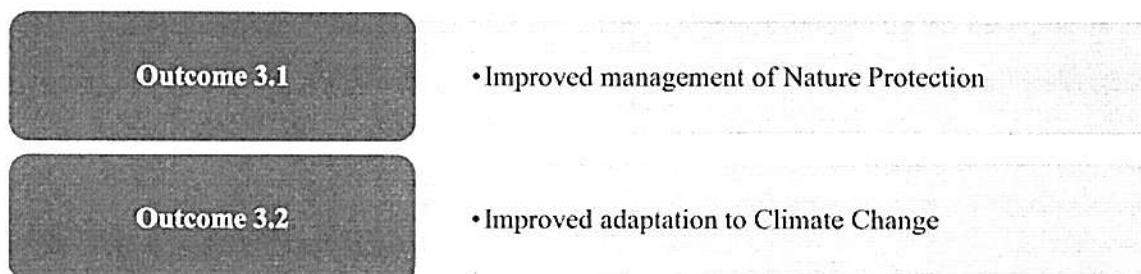 Outcome 3.1
•Improved management of Nature Protection
Outcome 3.2
•Improved adaptation to Climate Change